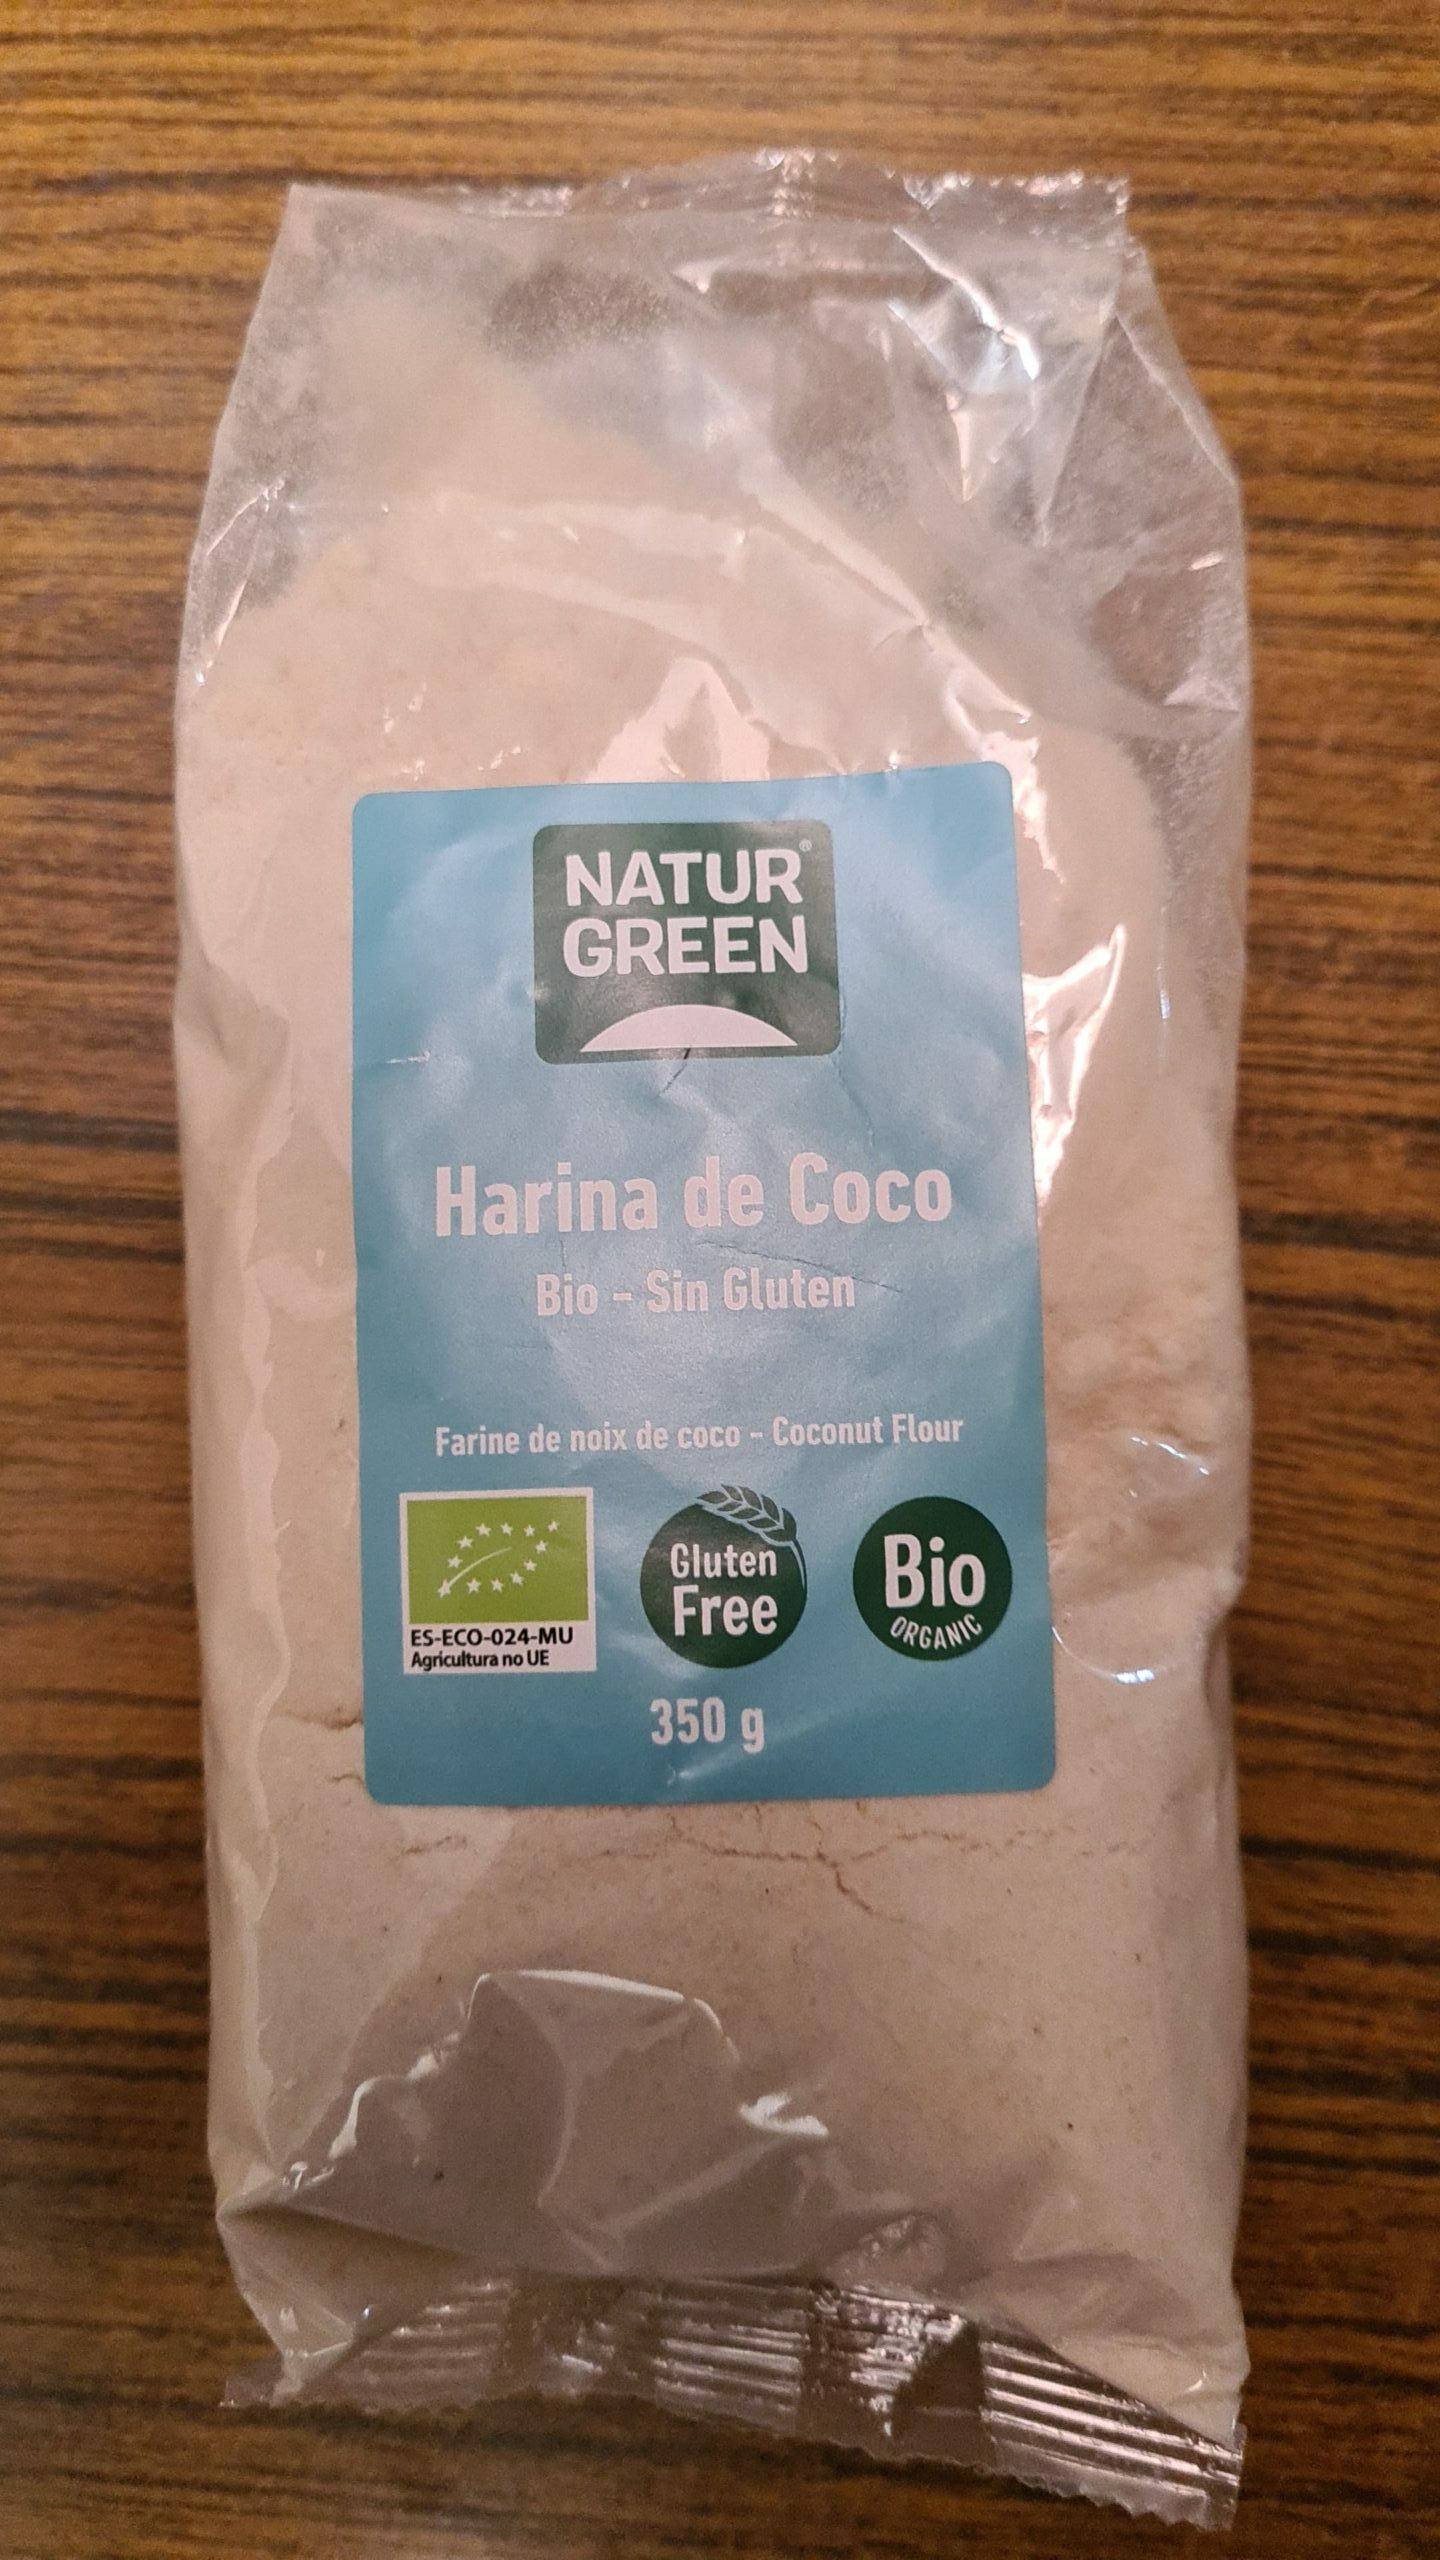 NATUR®
GREEN
Harina de Coco
Bio - Sin Gluten
Farine de noix de coco - Coconut Flour
ES-ECO-024-MU
Agricultura no UE
Gluten
Free
Bio
ORGANIC
350 g